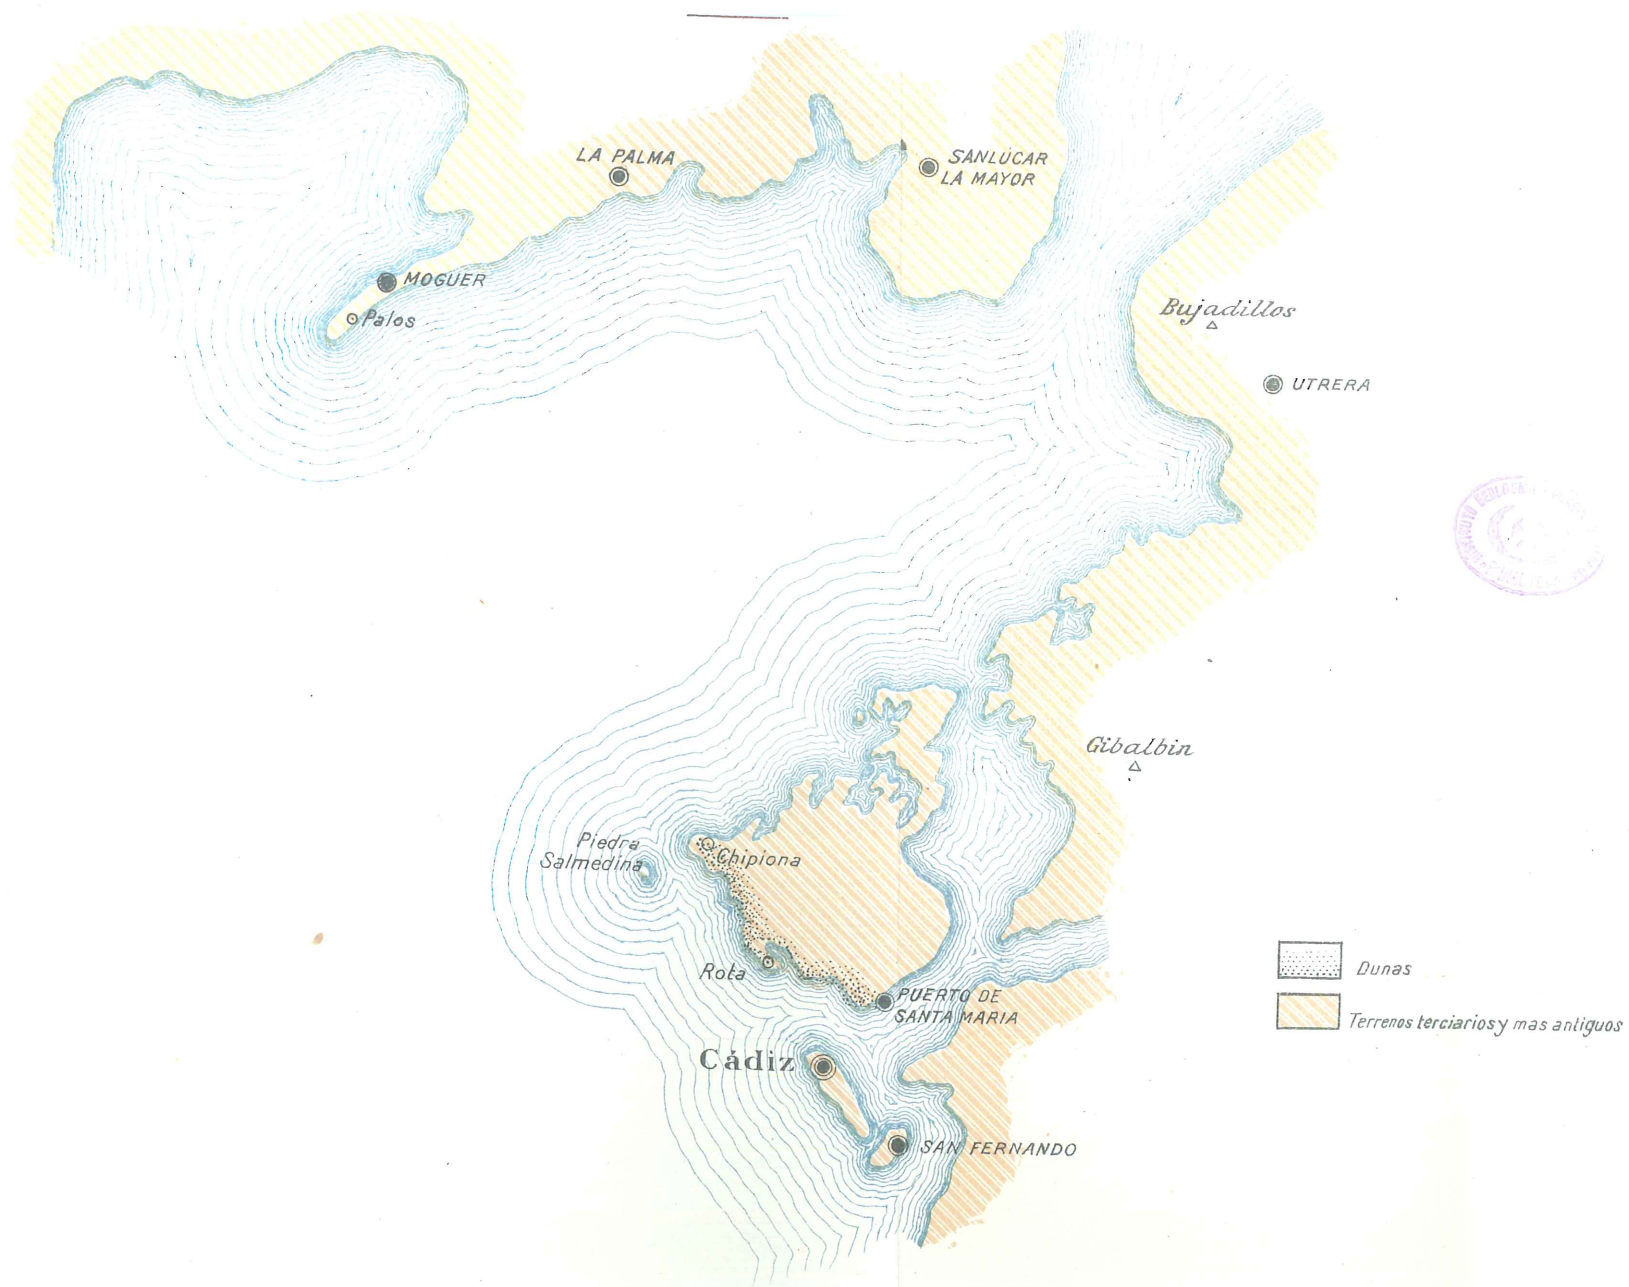 LA PALMA
SANLÚCAR
LA MAYOR
MOGUER
Palos
Bujadillos
UTRERA
Gibalbin
Piedra
Salmedina
Chipiona
Rota
PUERTO DE
SANTA MARIA
Cádiz
SAN FERNANDO
Dunas
Terrenos terciarios y mas antiguos